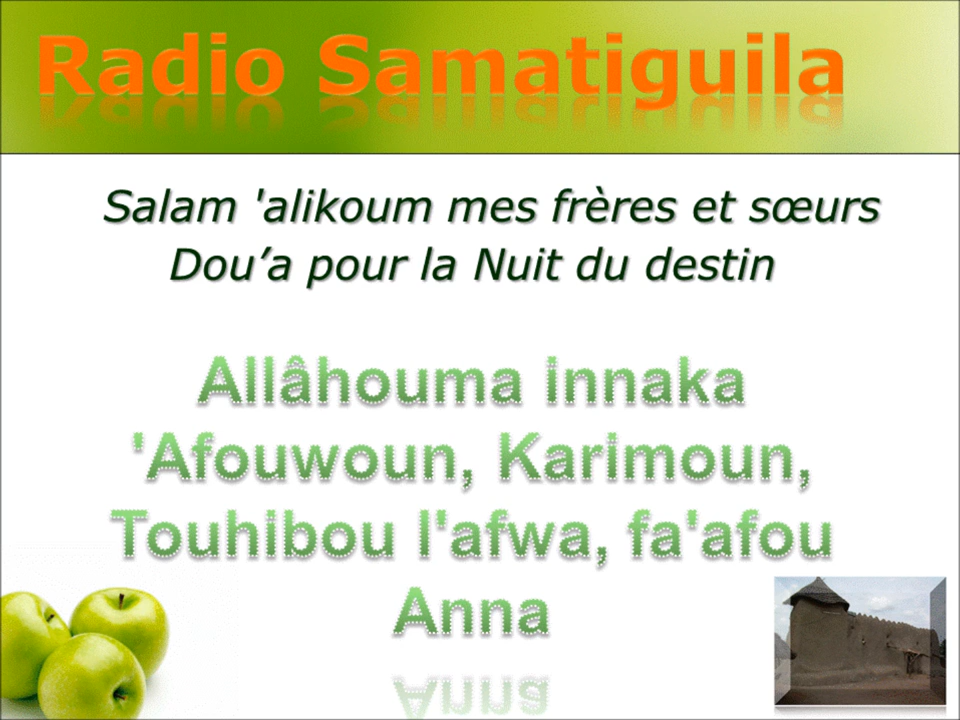 Radio Samatiguila
Salam 'alikoum mes frères et sœurs
Dou’a pour la Nuit du destin
Allâhouma innaka
'Afouwoun, Karimoun,
Touhibou l'afwa, fa'afou
Anna